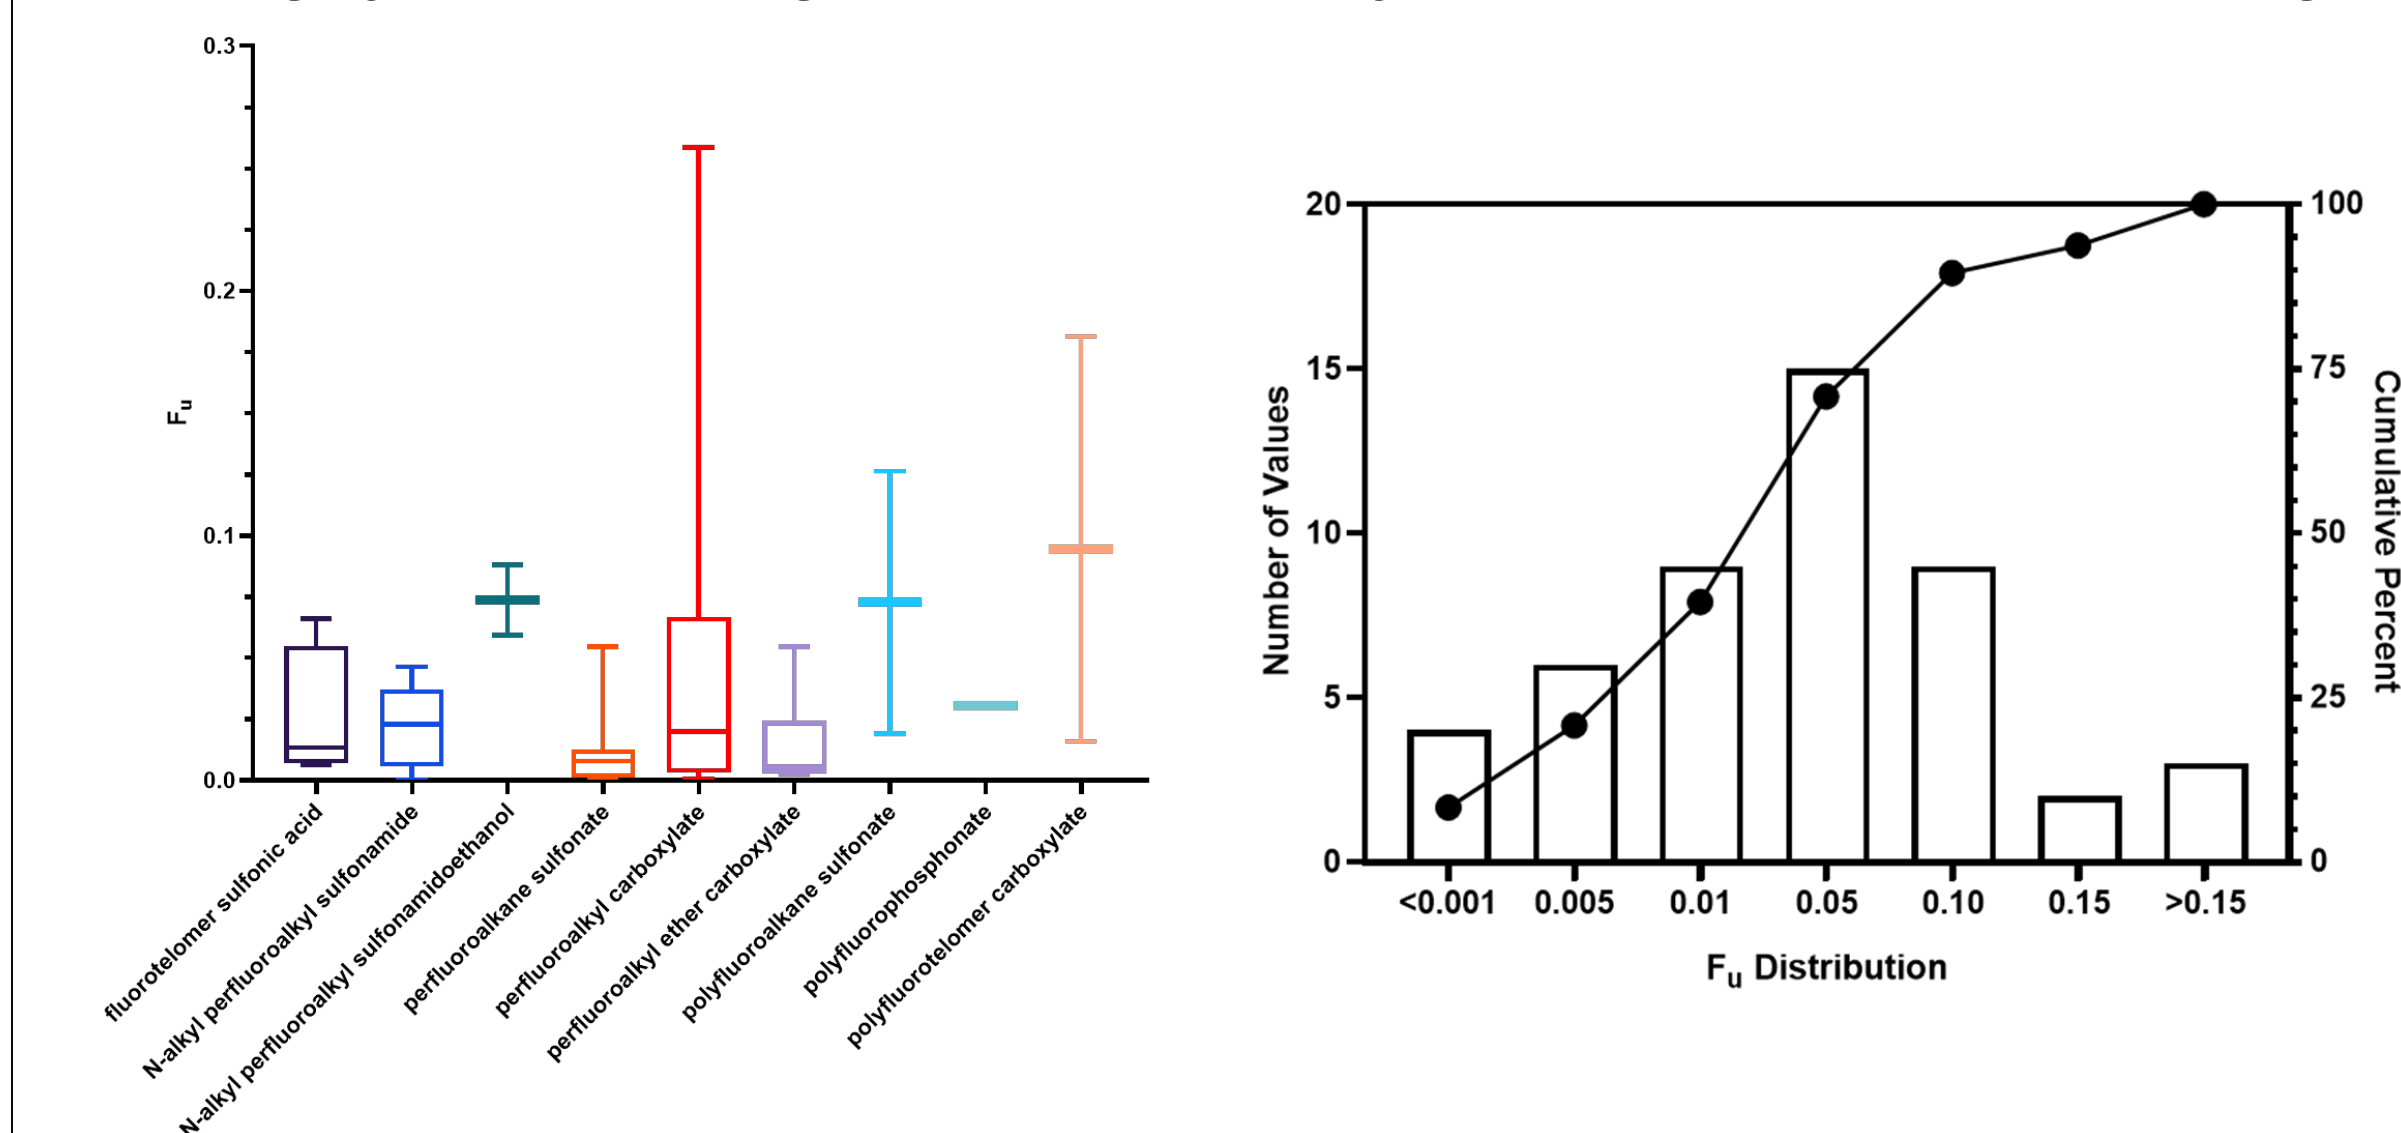 0.3
0.2
0.1
0.0
Fu
fluorotelomer sulfonic acid
N-alkyl perfluoroalkyl sulfonamide
N-alkyl perfluoroalkyl sulfonamidoethanol
perfluoroalkane sulfonate
perfluoroalkyl carboxylate
perfluoroalkyl ether carboxylate
polyfluoroalkane sulfonate
polyfluorophosphonate
polyfluorotelomer carboxylate
20
15
10
5
0
Number of Values
100
75
50
25
0
Cumulative Percent
<0.001
0.005
0.01
0.05
0.10
0.15
>0.15
Fu Distribution